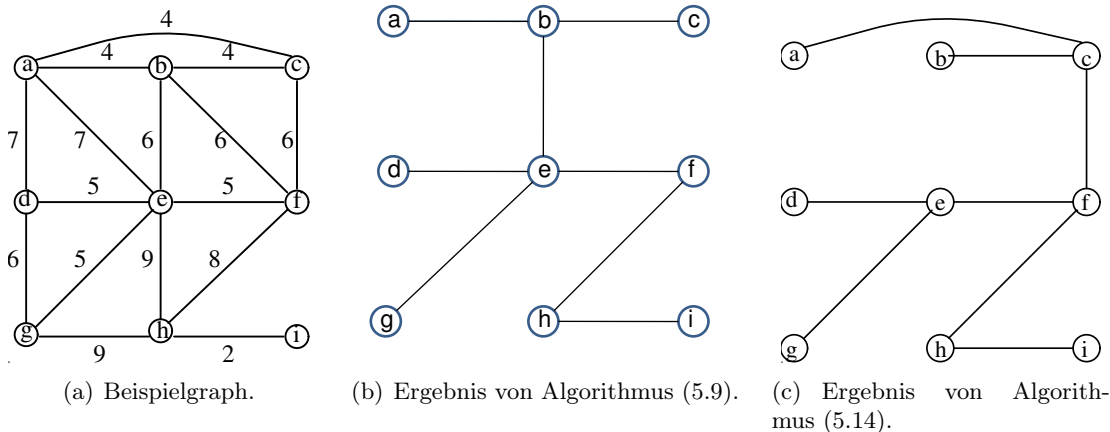 4
4 4
a b c
7 7 6 6 6
5 5
d e f
6 5 9 8
g h i
9 2
(a) Beispielgraph.
a b c
d e f
g h i
(b) Ergebnis von Algorithmus (5.9).
a b c
d e f
g h i
(c) Ergebnis von Algorith-
mus (5.14).